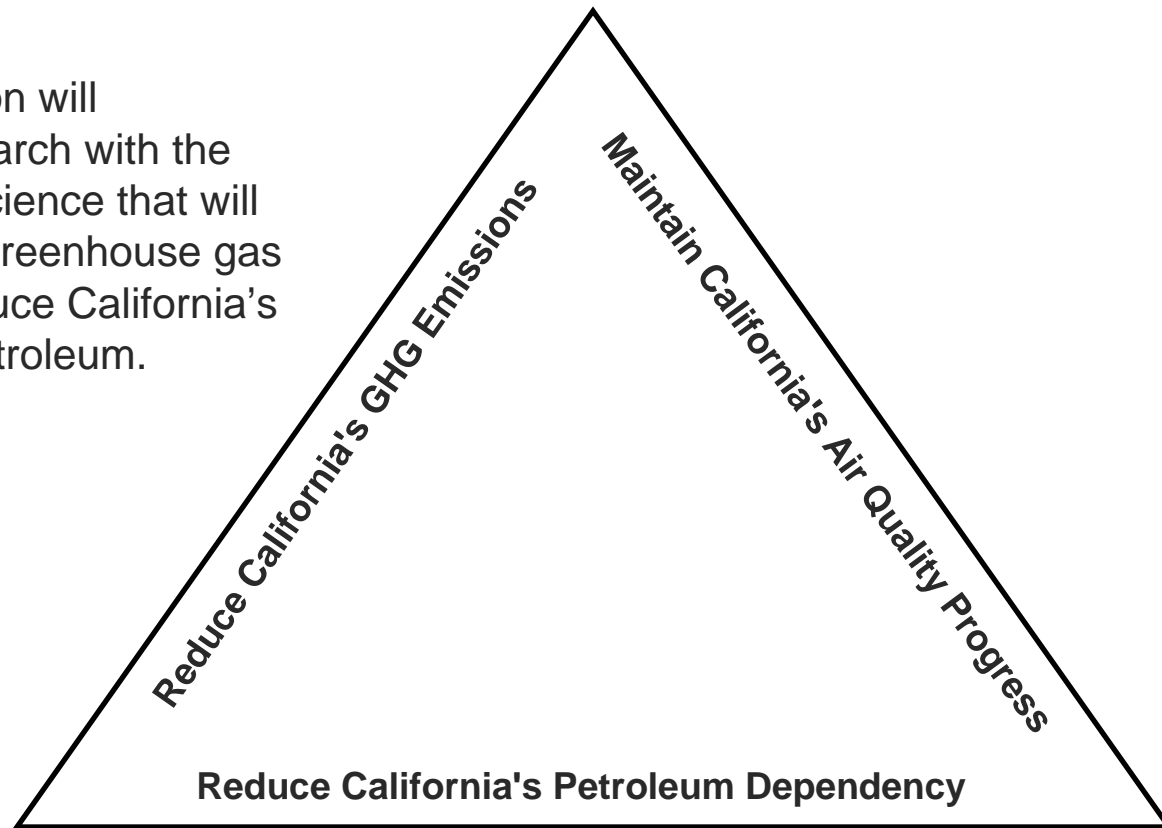 on will
arch with the
cience that will
reenhouse gas
uce California’s
troleum.
Reduce California's GHG Emissions
Maintain California's Air Quality Progress
Reduce California's Petroleum Dependency